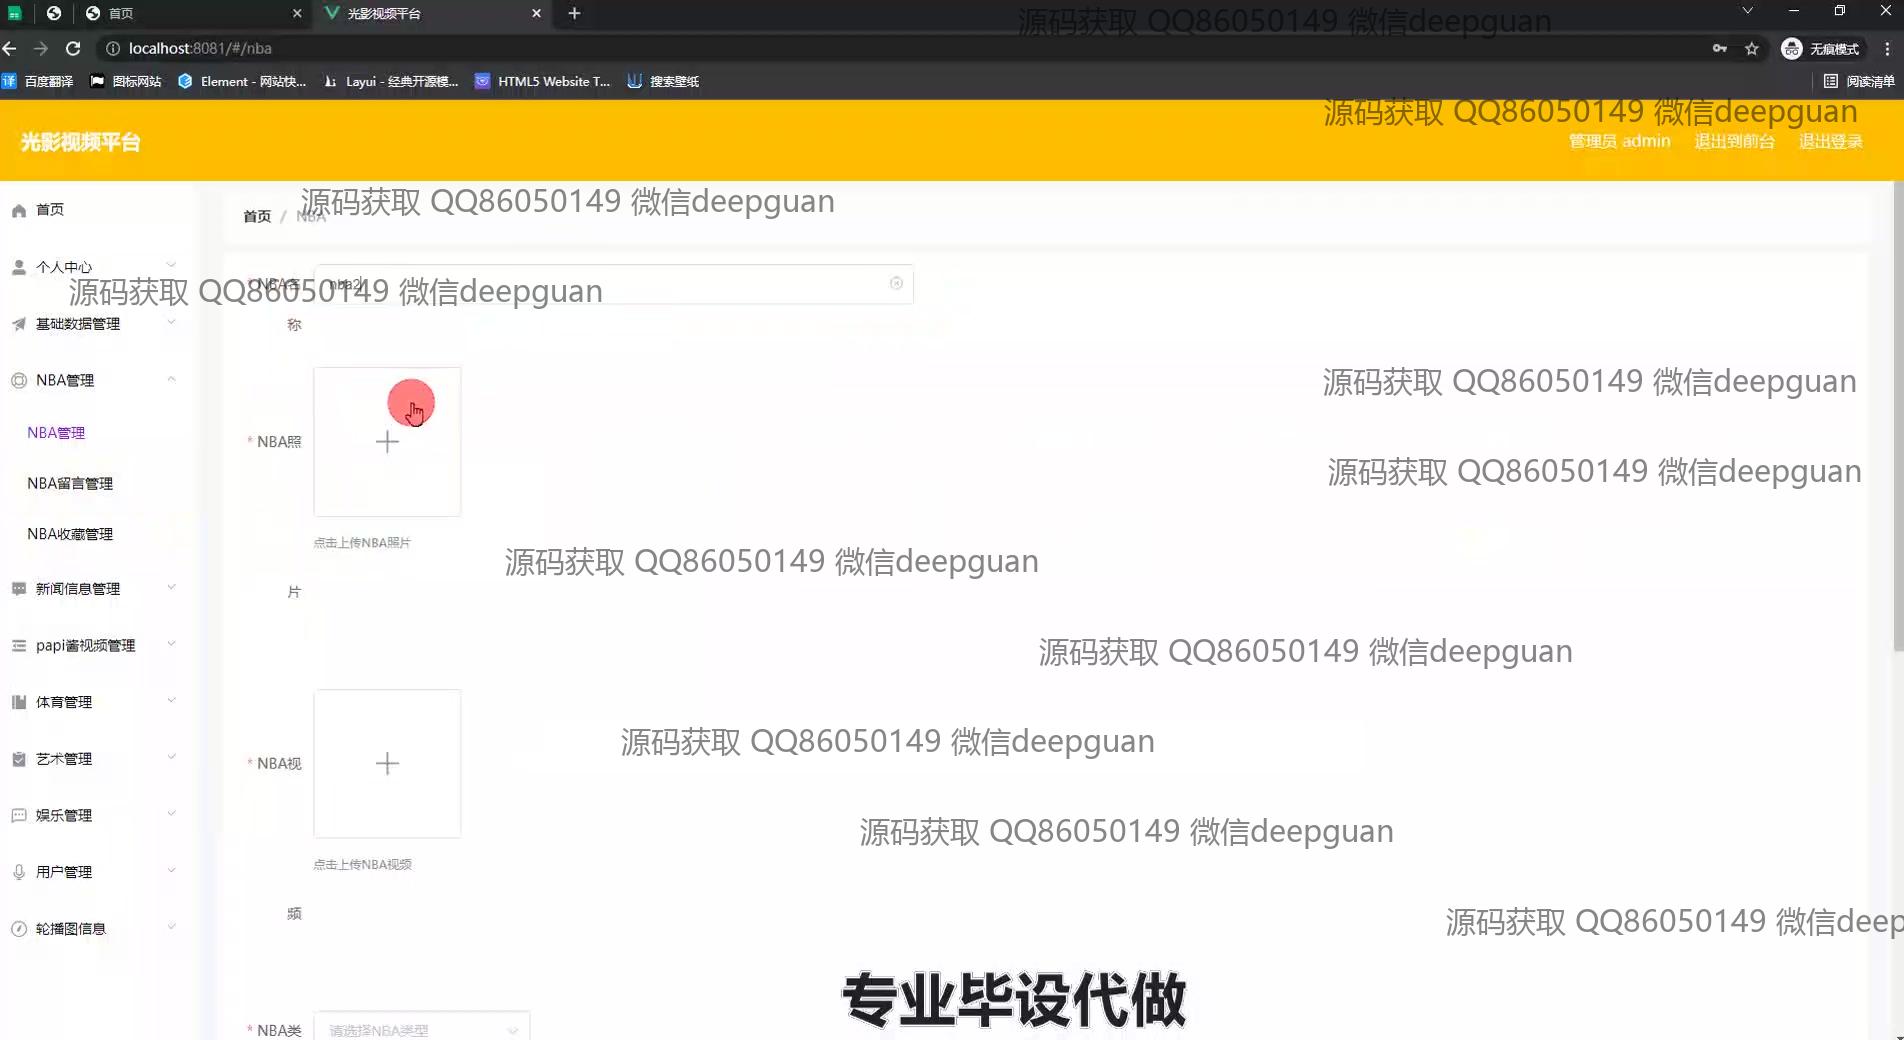 首页
光影视频平台
源码获取 QQ86050149 微信deepguan
localhost:8081/#/nba
无痕模式
百度翻译
图标网站
Element - 网站快...
Layui - 经典开源模...
HTML5 Website T...
搜索壁纸
阅读清单
源码获取 QQ86050149 微信deepguan
光影视频平台
管理员 admin
退出到前台
退出登录
源码获取 QQ86050149 微信deepguan
首页
首页 / NBA
个人中心
源码获取 QQ86050149 微信deepguan
* NBA名
称
nba2
基础数据管理
NBA管理
源码获取 QQ86050149 微信deepguan
NBA管理
* NBA照
片
源码获取 QQ86050149 微信deepguan
NBA留言管理
NBA收藏管理
点击上传NBA照片
源码获取 QQ86050149 微信deepguan
新闻信息管理
papi酱视频管理
源码获取 QQ86050149 微信deepguan
体育管理
源码获取 QQ86050149 微信deepguan
艺术管理
* NBA视
频
娱乐管理
源码获取 QQ86050149 微信deepguan
用户管理
点击上传NBA视频
轮播图信息
源码获取 QQ86050149 微信deep
专业毕设代做
* NBA类
请选择NBA类型